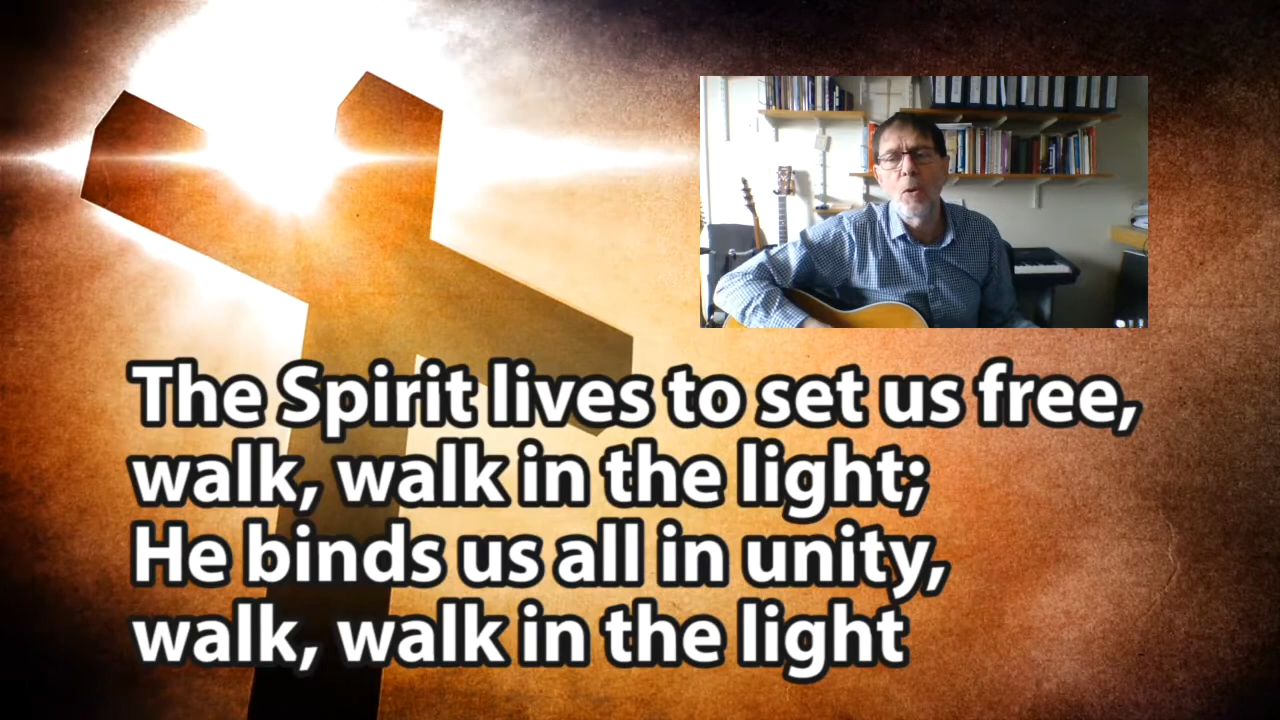 The Spirit lives to set us free,
walk, walk in the light;
He binds us all in unity,
walk, walk in the light